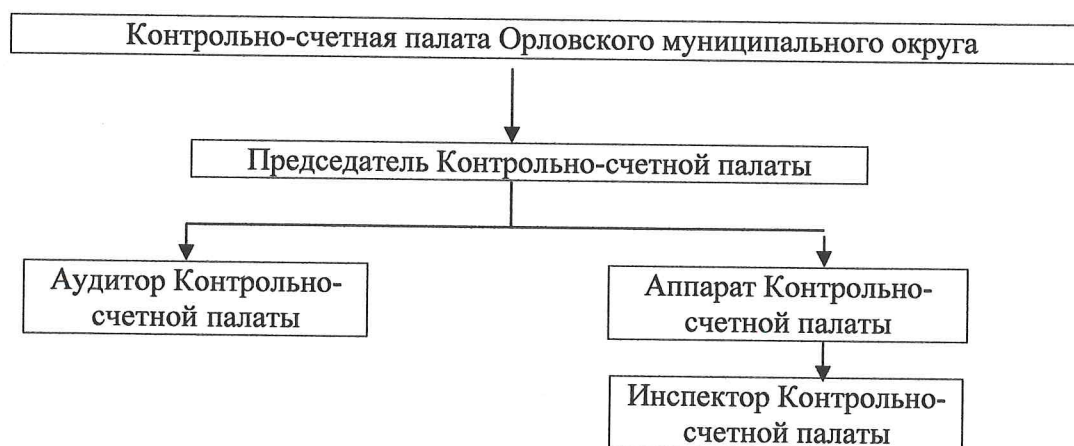 Контрольно-счетная палата Орловского муниципального округа
Председатель Контрольно-счетной палаты
Аудитор Контрольно-
счетной палаты
Аппарат Контрольно-
счетной палаты
Инспектор Контрольно-
счетной палаты